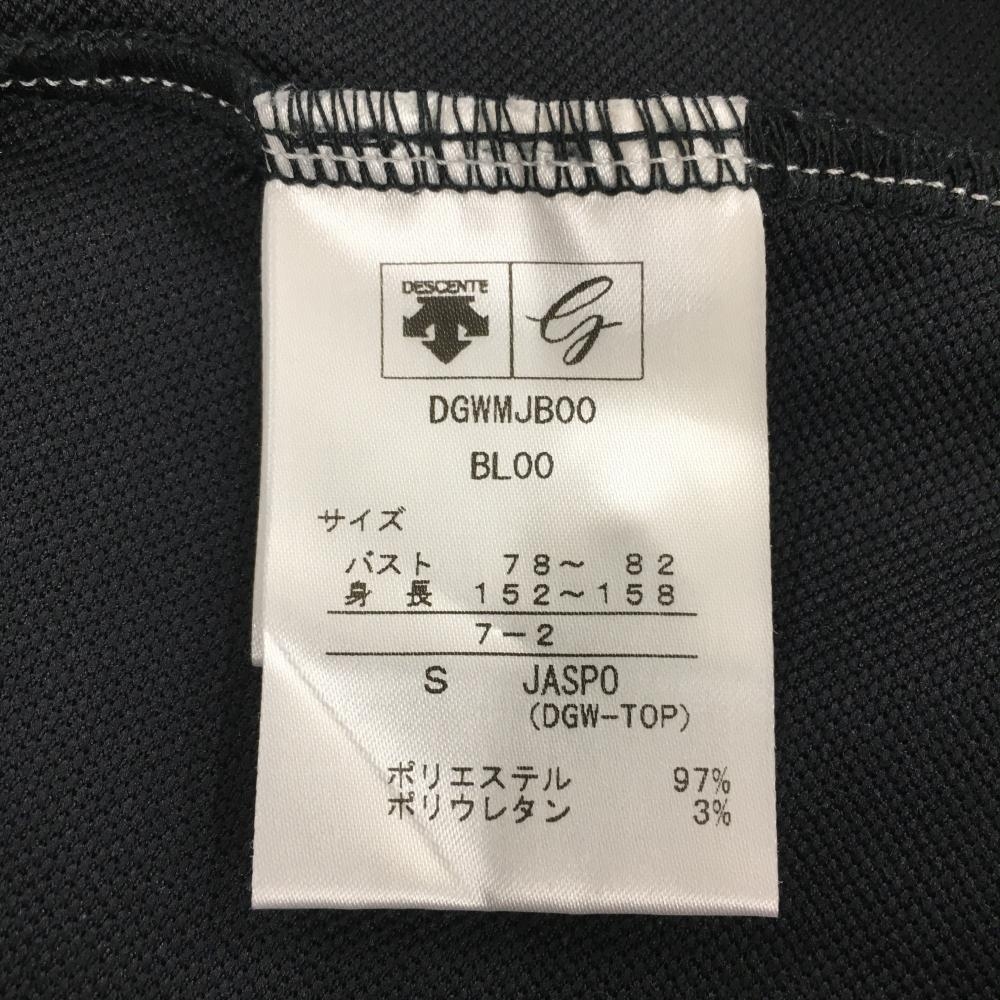 DESCENTE G
DGWMJB00
BL00
サイズ
バスト 78〜 82
身 長 152〜158
7-2
S JASPO
(DGW-TOP)
ポリエステル 97%
ポリウレタン 3%